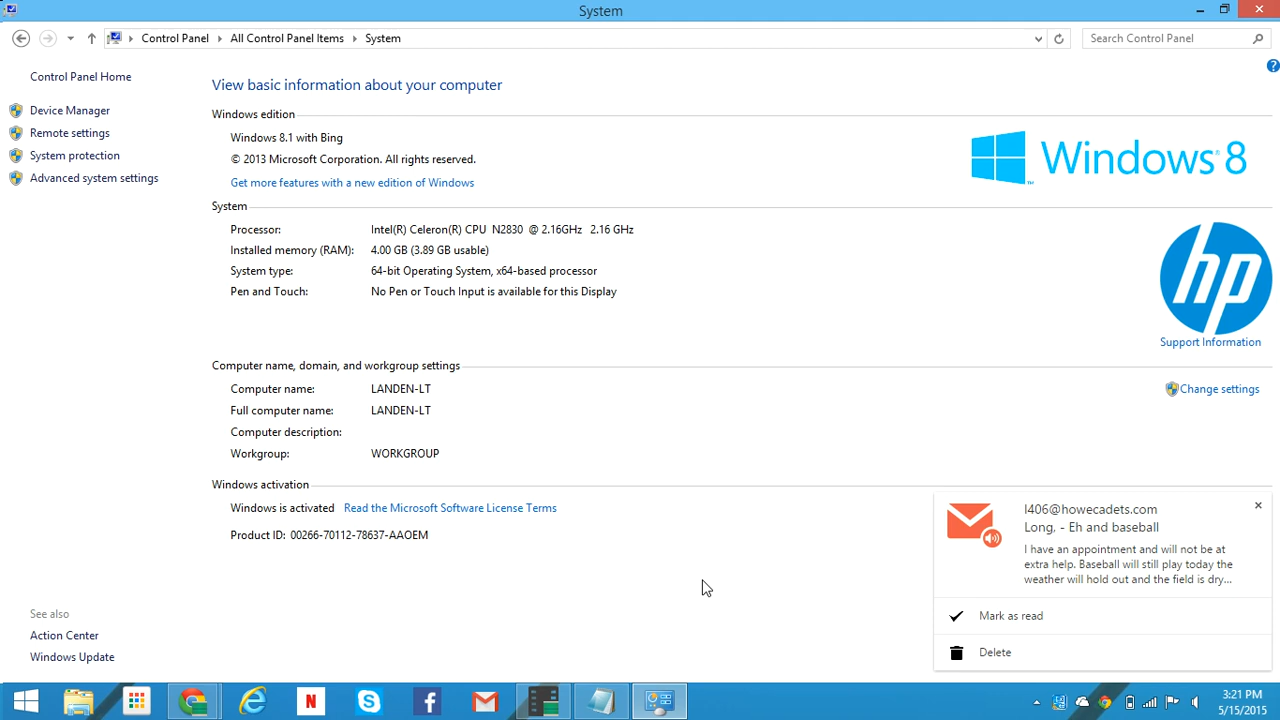 System
Control Panel
All Control Panel Items
System
Search Control Panel
Control Panel Home
Device Manager
Remote settings
System protection
Advanced system settings
View basic information about your computer
Windows edition
Windows 8.1 with Bing
© 2013 Microsoft Corporation. All rights reserved.
Get more features with a new edition of Windows
Windows® 8
™
System
Processor: Intel(R) Celeron(R) CPU N2830 @ 2.16GHz 2.16 GHz
Installed memory (RAM): 4.00 GB (3.89 GB usable)
System type: 64-bit Operating System, x64-based processor
Pen and Touch: No Pen or Touch Input is available for this Display
hp
Support Information
Computer name, domain, and workgroup settings
Computer name: LANDEN-LT
Change settings
Full computer name: LANDEN-LT
Computer description:
Workgroup: WORKGROUP
Windows activation
Windows is activated Read the Microsoft Software License Terms
Product ID: 00266-70112-78637-AAOEM
l406@howecadets.com
Long. - Eh and baseball
I have an appointment and will not be at
extra help. Baseball will still play today the
weather will hold out and the field is dry...
Mark as read
Delete
See also
Action Center
Windows Update
3:21 PM
5/15/2015